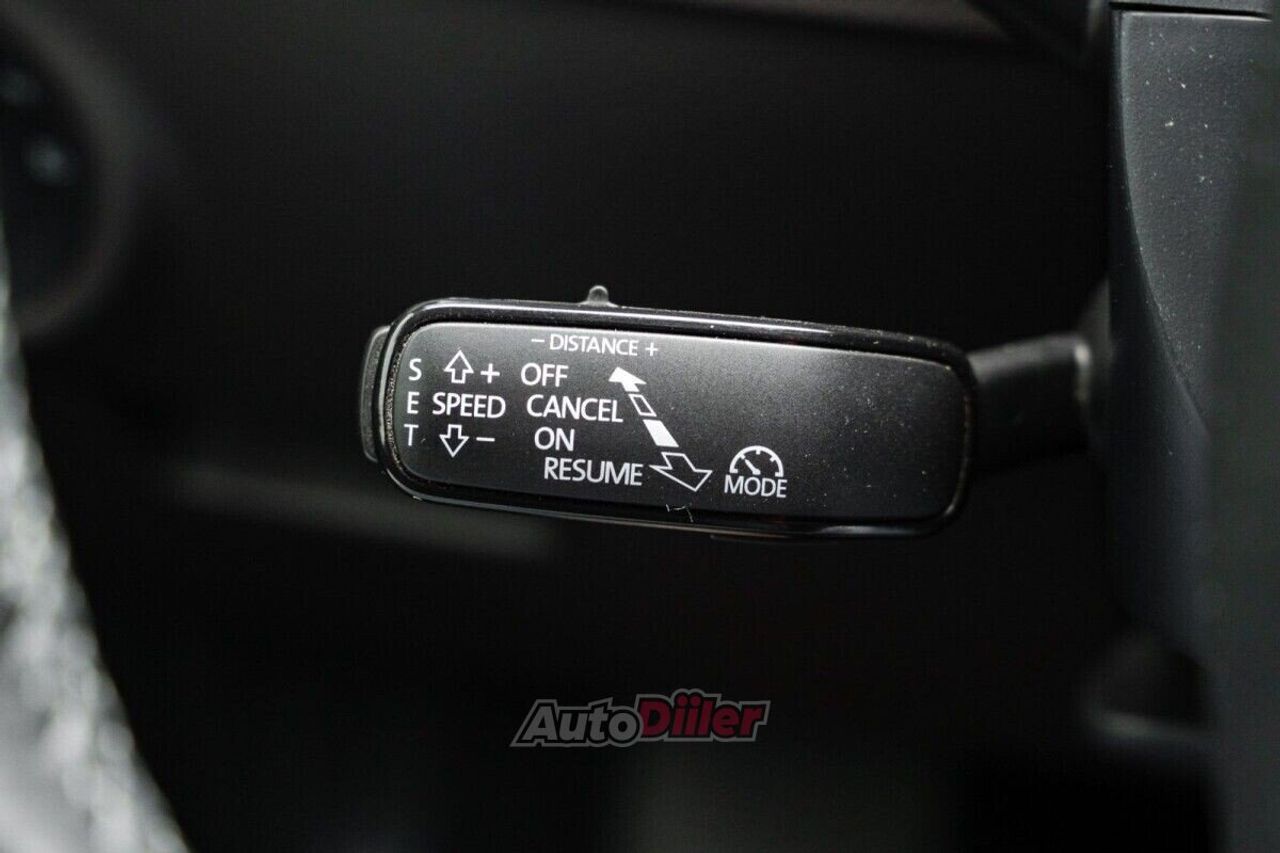 - DISTANCE +
S + OFF
E SPEED CANCEL
T - ON
RESUME
MODE
AutoDiiler